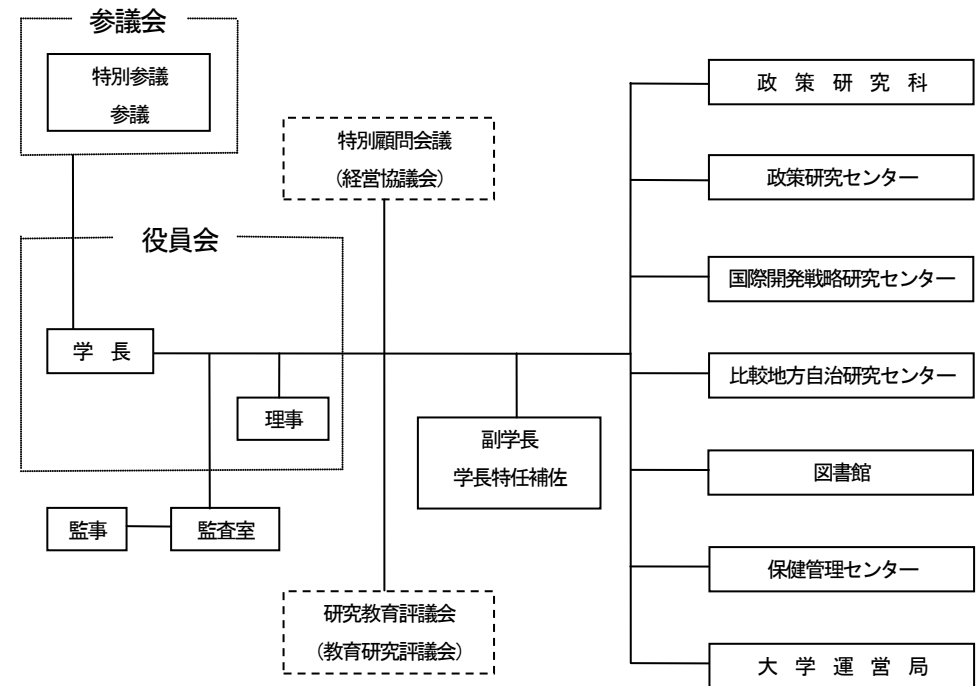 参議会
特別参議
参議
特別顧問会議
（経営協議会）
役員会
学　長
理事
副学長
学長特任補佐
監事
監査室
研究教育評議会
（教育研究評議会）
政　策　研　究　科
政策研究センター
国際開発戦略研究センター
比較地方自治研究センター
図書館
保健管理センター
大　学　運　営　局